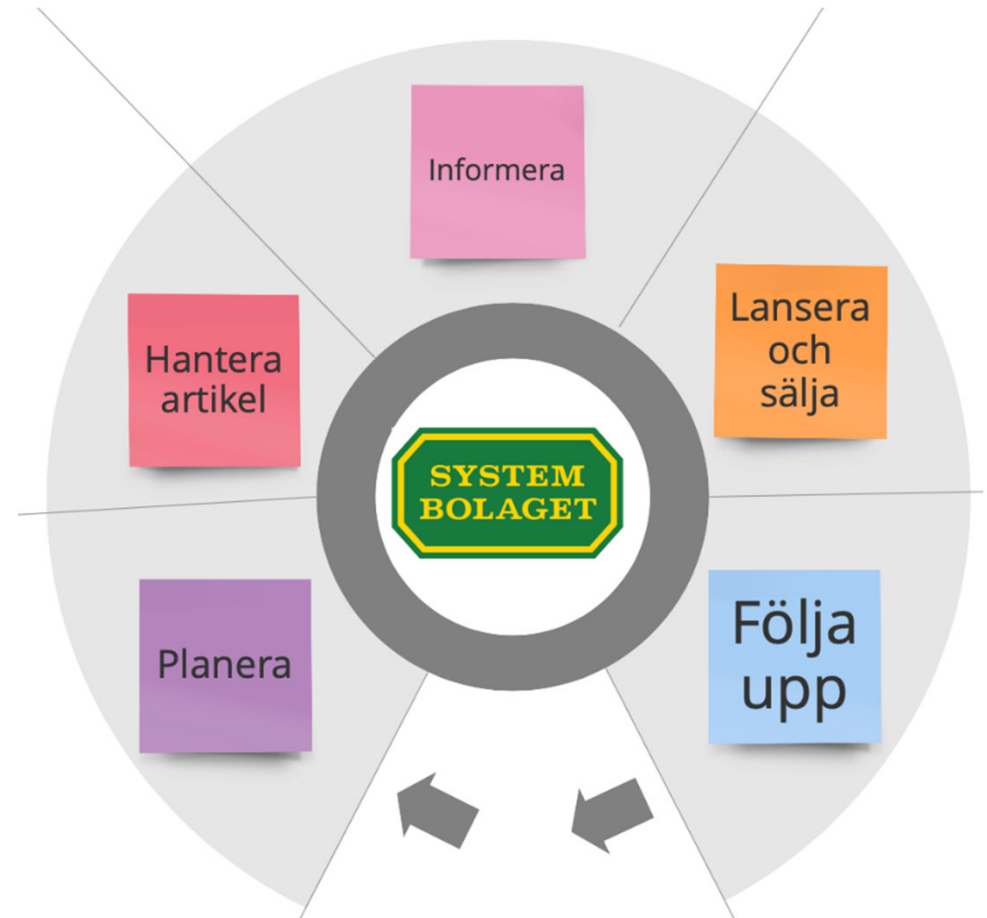 Informera
Hantera
artikel
Lansera
och
sälja
SYSTEM
BOLAGET
Planera
Följa
upp